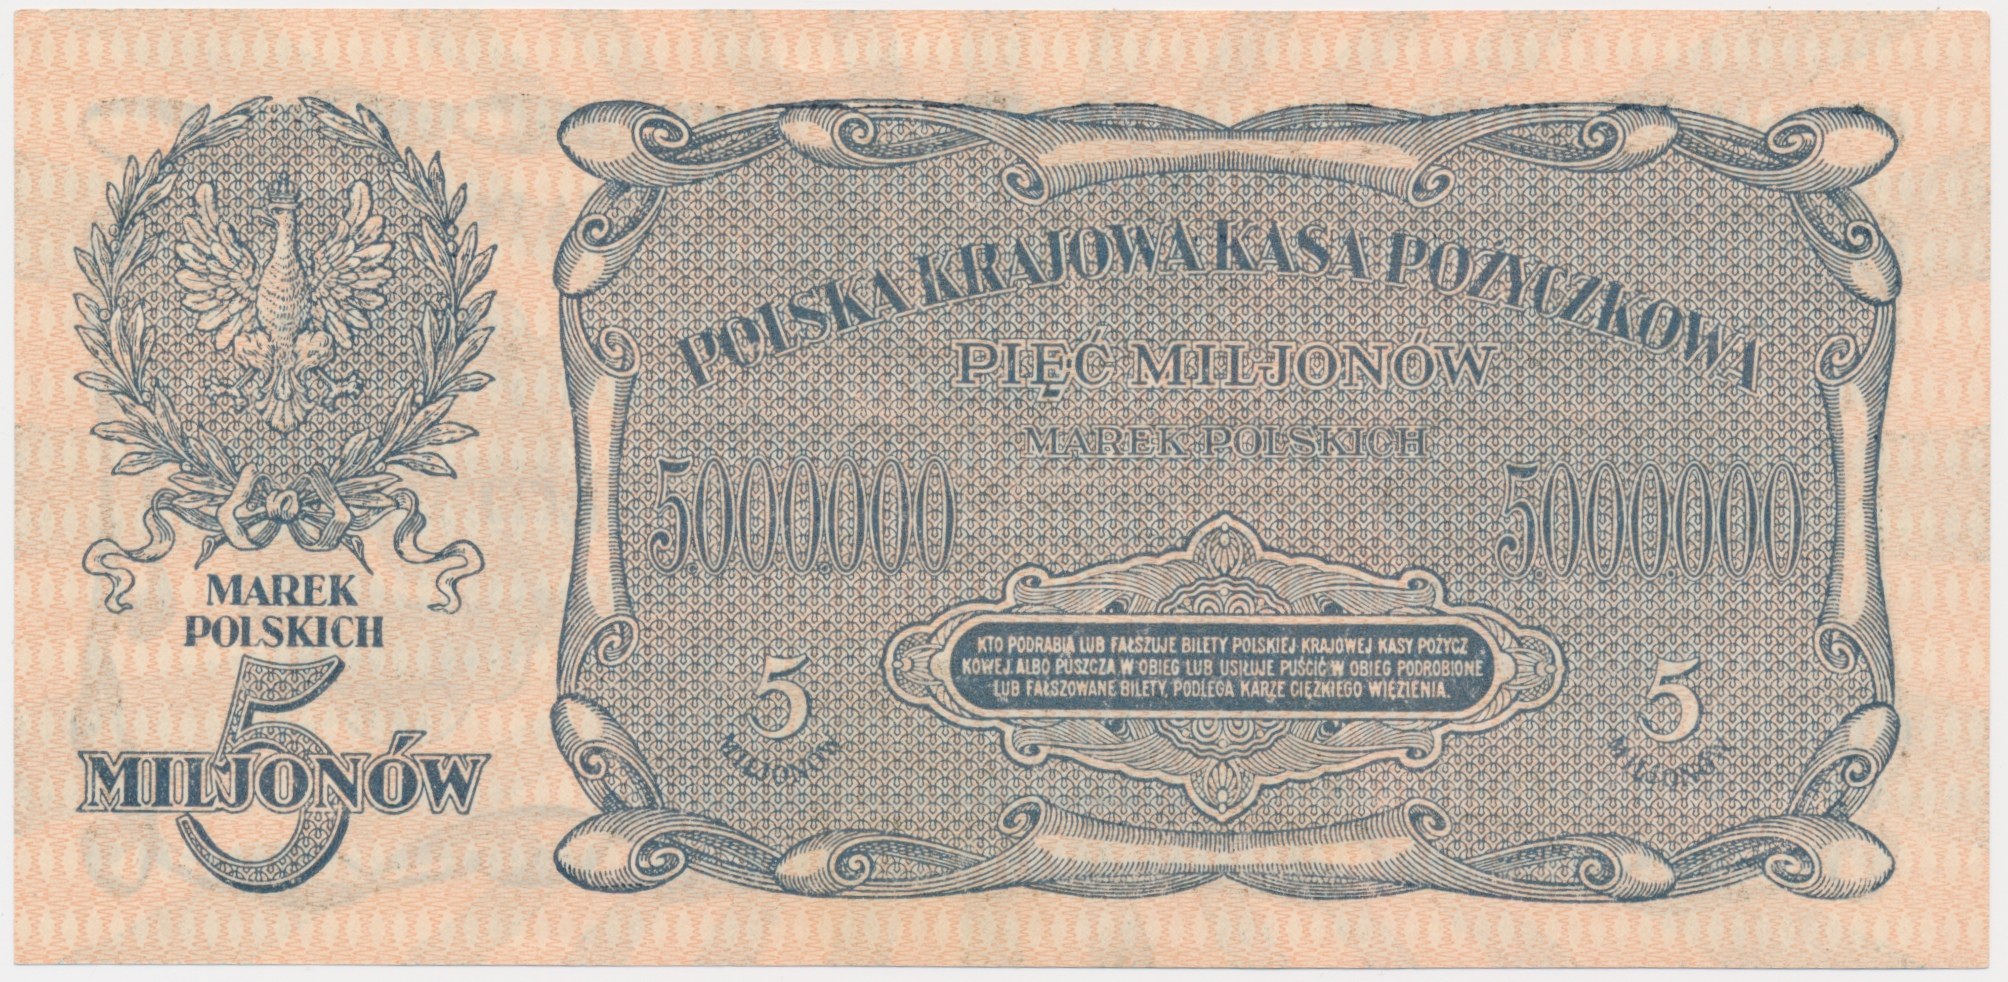 POLSKA KRAJOWA KASA POŻYCZKOWA
PIĘĆ MILJONÓW
MAREK POLSKICH
5.000.000
5.000.000
KTO PODRABIA LUB FAŁSZUJE BILETY POLSKIEJ KRAJOWEJ KASY POŻYCZ
KOWEJ, ALBO PUSZCZA W OBIEG LUB USIŁUJE PUŚCIĆ W OBIEG PODROBIONE
LUB FAŁSZOWANE BILETY, PODLEGA KARZE CIĘŻKIEGO WIĘZIENIA.
5
MILJONÓW
5
MILJONÓW
MAREK
POLSKICH
5
MILJONÓW